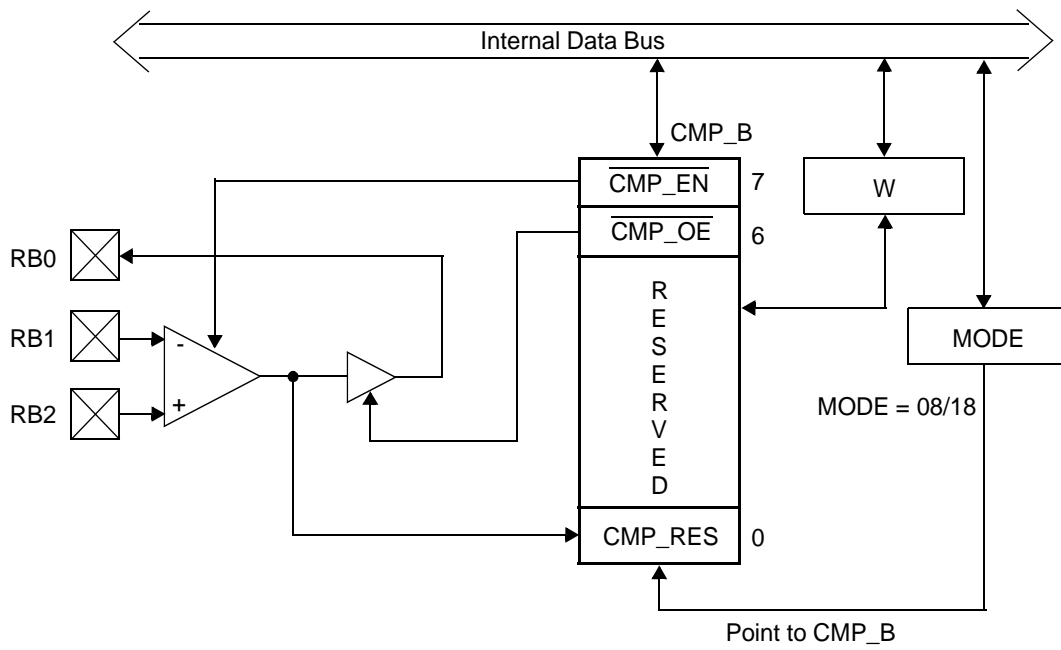 Internal Data Bus
CMP_B
CMP_EN 7
W
CMP_OE 6
RB0
R
E
S
E
R
V
E
D
RB1
-
MODE
RB2
+
MODE = 08/18
CMP_RES 0
Point to CMP_B